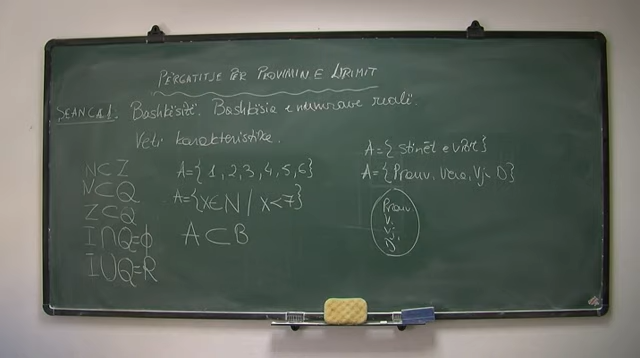 PËRGATITJE PËR PROVIMIN E LIRIMIT
SEANCA 1. Bashkësitë. Bashkësia e numrave realë.
Veti karakteristike.
N⊂Z
N⊂Q
Z⊂Q
I∩Q=ϕ
I∪Q=R
A={1,2,3,4,5,6}
A={x∈N/x<7}
A⊂B
A={stinët e vitit}
A={Pranv, Vera, Vj. D}
Pranv
V.
Vj.
D